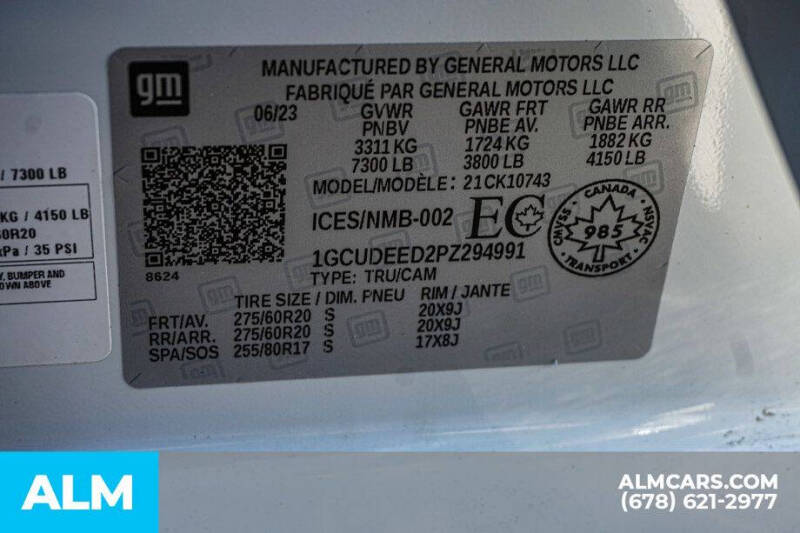 gm
MANUFACTURED BY GENERAL MOTORS LLC
FABRIQUÉ PAR GENERAL MOTORS LLC
06/23 GVWR GAWR FRT GAWR RR
PNBV PNBE AV. PNBE ARR.
3311 KG 1724 KG 1882 KG
7300 LB 3800 LB 4150 LB
MODEL/MODÈLE: 21CK10743
ICES/NMB-002 EC
CANADA
CMVSS 985 NSVAC
TRANSPORT
1GCUDEED2PZ294991
8624 TYPE: TRU/CAM
TIRE SIZE / DIM. PNEU RIM / JANTE
FRT/AV. 275/60R20 S 20X9J
RR/ARR. 275/60R20 S 20X9J
SPA/SOS 255/80R17 S 17X8J
/ 7300 LB
KG / 4150 LB
0R20
Pa / 35 PSI
Y, BUMPER AND
OWN ABOVE
ALM
ALMCARS.COM
(678) 621-2977